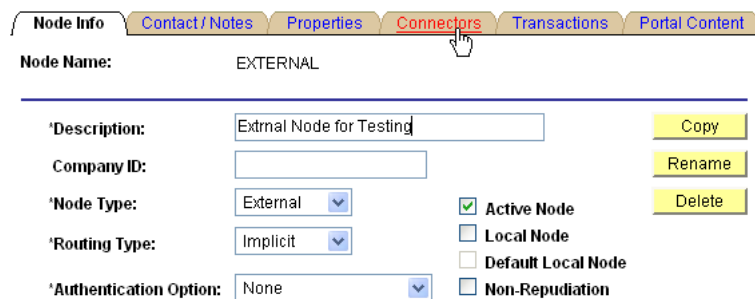 Node Info Contact / Notes Properties Connectors Transactions Portal Content
Node Name: EXTERNAL
*Description: Extrnal Node for Testing Copy
Company ID: Rename
*Node Type: External Active Node Delete
*Routing Type: Implicit Local Node
Default Local Node
*Authentication Option: None Non-Repudiation